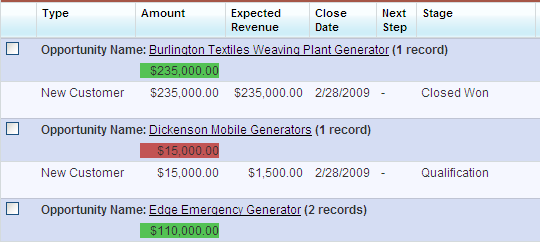 Type Amount Expected Revenue Close Date Next Step Stage
Opportunity Name: Burlington Textiles Weaving Plant Generator (1 record)
$235,000.00
New Customer $235,000.00 $235,000.00 2/28/2009 - Closed Won
Opportunity Name: Dickenson Mobile Generators (1 record)
$15,000.00
New Customer $15,000.00 $1,500.00 2/28/2009 - Qualification
Opportunity Name: Edge Emergency Generator (2 records)
$110,000.00